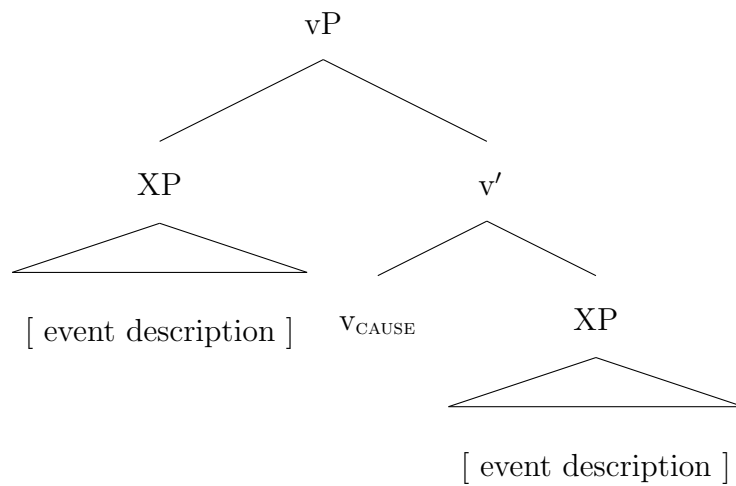 vP
XP v′
[ event description ] vCAUSE XP
[ event description ]